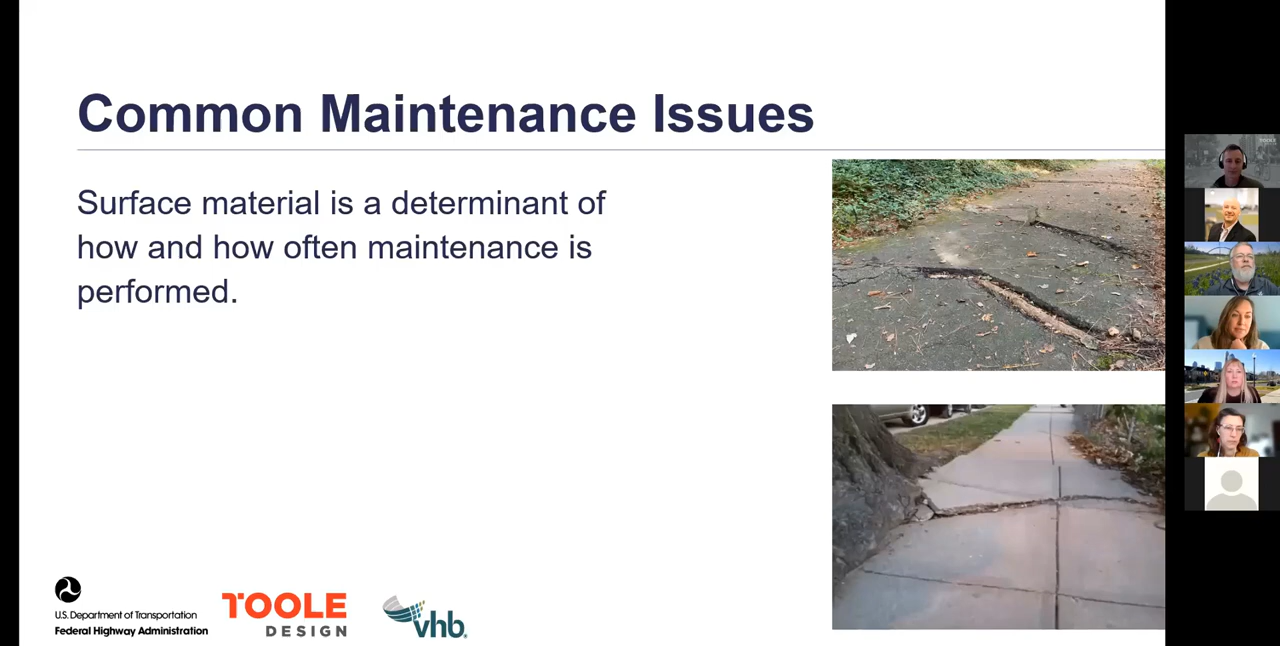 Common Maintenance Issues
Surface material is a determinant of
how and how often maintenance is
performed.
U.S. Department of Transportation
Federal Highway Administration
TOOLE
DESIGN
vhb
TOOLE